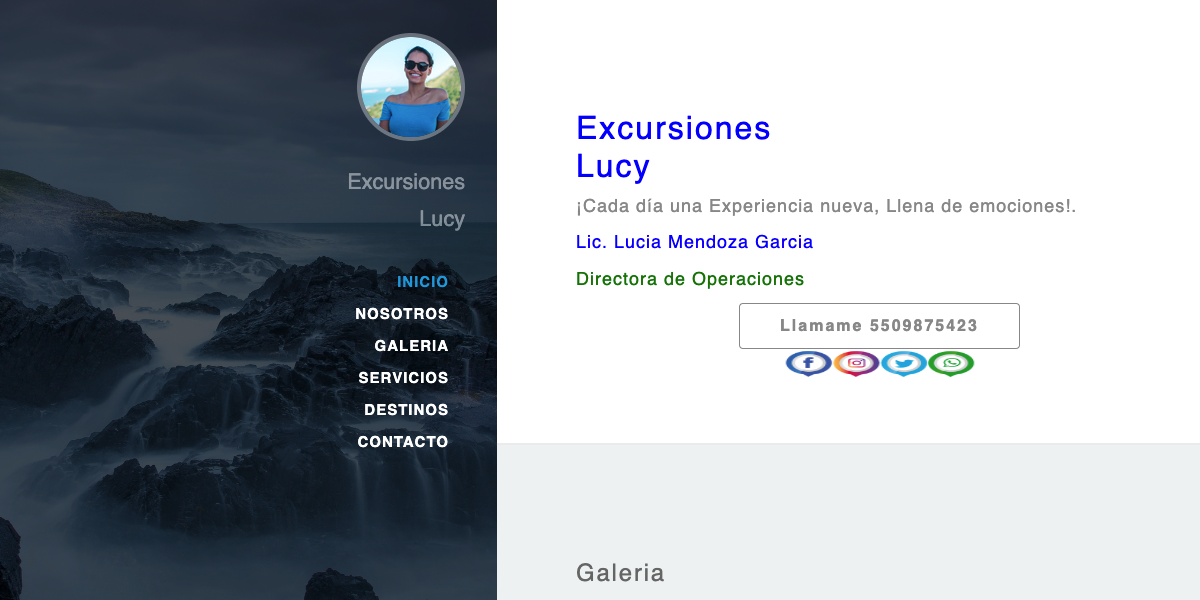 Excursiones
Lucy
INICIO
NOSOTROS
GALERIA
SERVICIOS
DESTINOS
CONTACTO
Excursiones
Lucy
¡Cada día una Experiencia nueva, Llena de emociones!.
Lic. Lucia Mendoza Garcia
Directora de Operaciones
Llamame 5509875423
Galeria